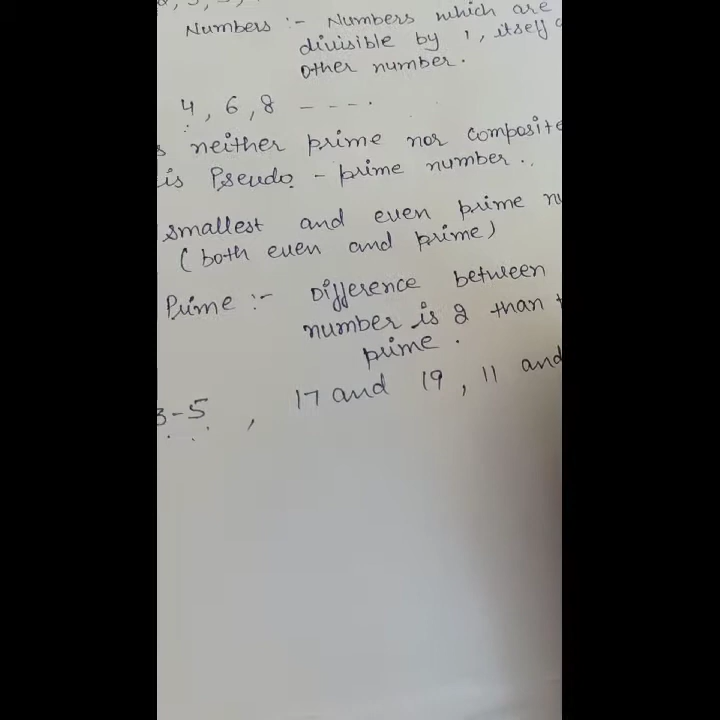 Numbers :- Numbers which are
divisible by 1, itself
other number.
4, 6, 8 ----.
neither prime nor composite
is Pseudo - prime number.
smallest and even prime
(both even and prime)
Prime :- Difference between
number is 2 than
prime.
3-5, 17 and 19, 11 and